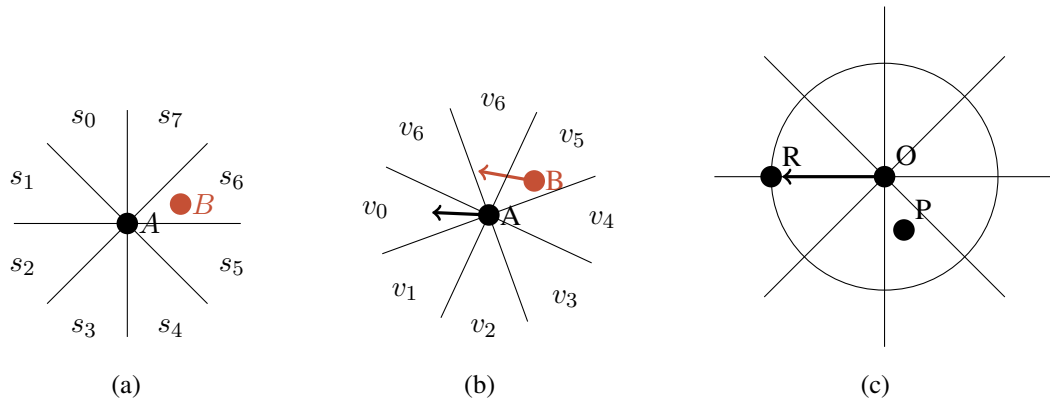 s₀ s₇
s₁ s₆
B
A
s₂ s₅
s₃ s₄
(a)
v₆
v₆ v₅
B
v₀ A v₄
v₁ v₃
v₂
(b)
R O
P
(c)